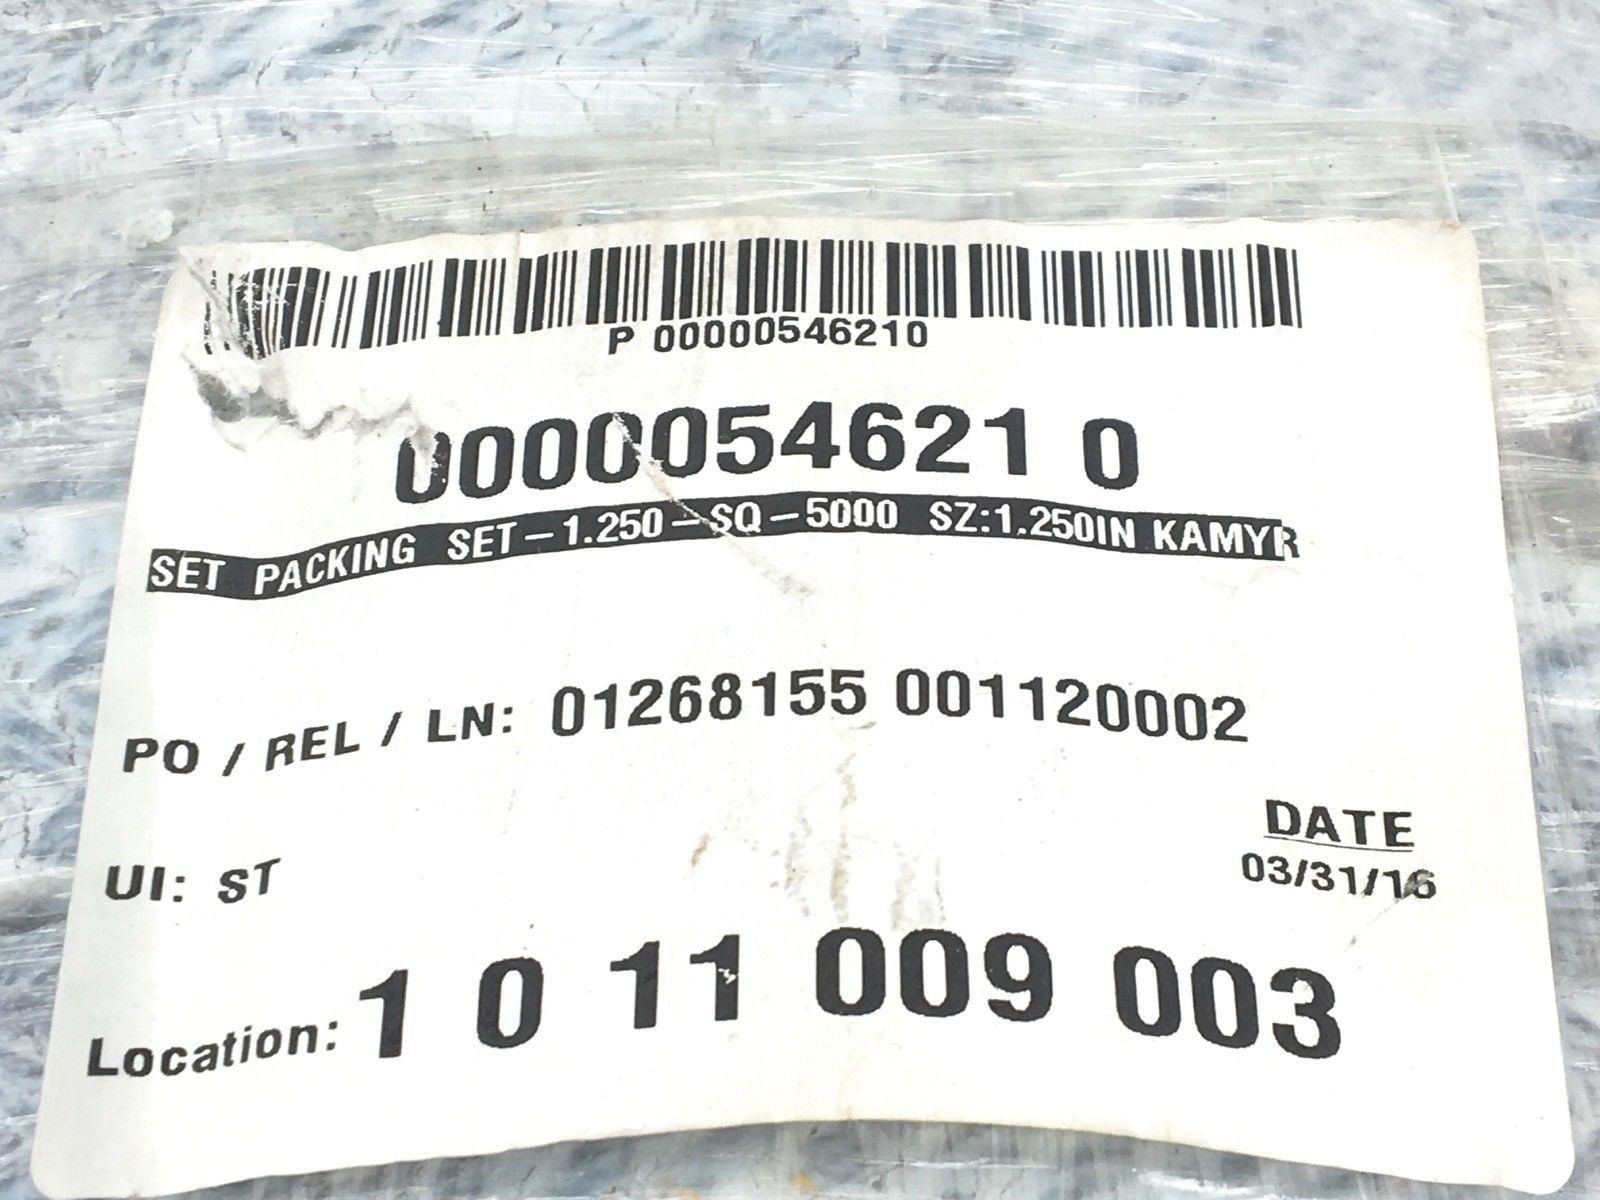 P 00000546210
0000054621 0
SET PACKING SET-1.250-SQ-5000 SZ:1.250IN KAMYR
PO / REL / LN: 01268155 001120002
DATE
03/31/16
UI: ST
Location: 1 0 11 009 003